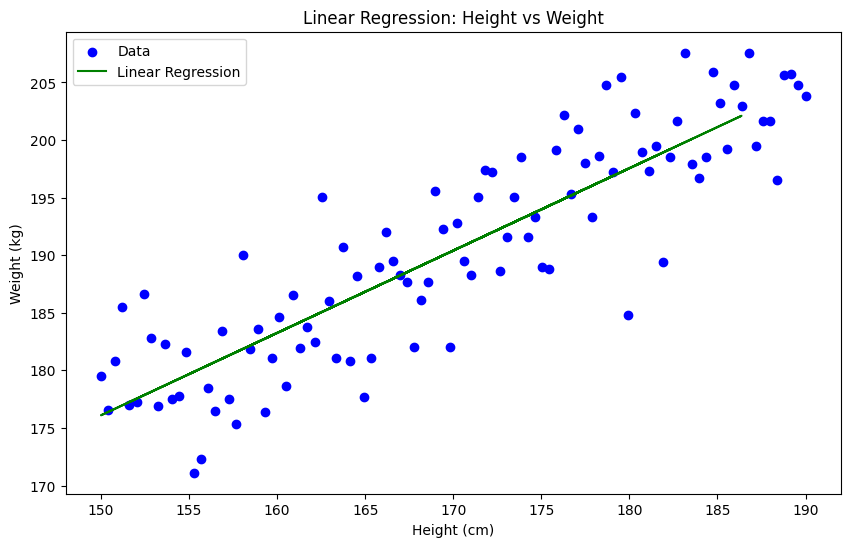 Linear Regression: Height vs Weight
Data
Linear Regression
205
200
195
190
185
180
175
170
Weight (kg)
150 155 160 165 170 175 180 185 190
Height (cm)